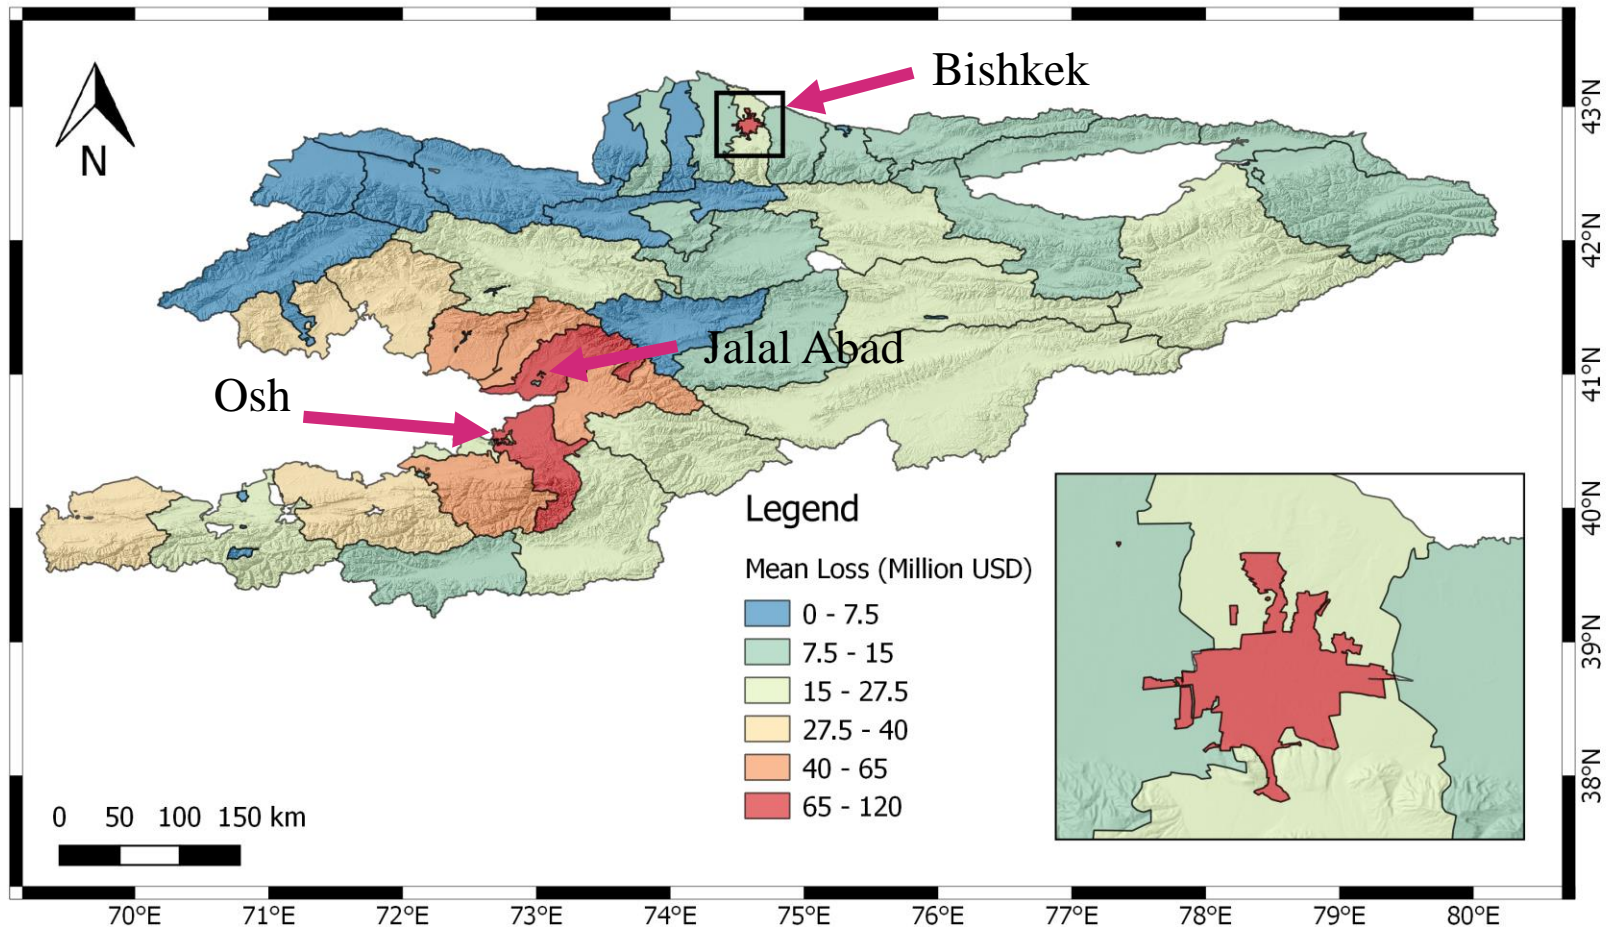 Bishkek
N
Jalal Abad
Osh
Legend
Mean Loss (Million USD)
0 - 7.5
7.5 - 15
15 - 27.5
27.5 - 40
40 - 65
65 - 120
0 50 100 150 km
43°N
42°N
41°N
40°N
39°N
38°N
70°E 71°E 72°E 73°E 74°E 75°E 76°E 77°E 78°E 79°E 80°E